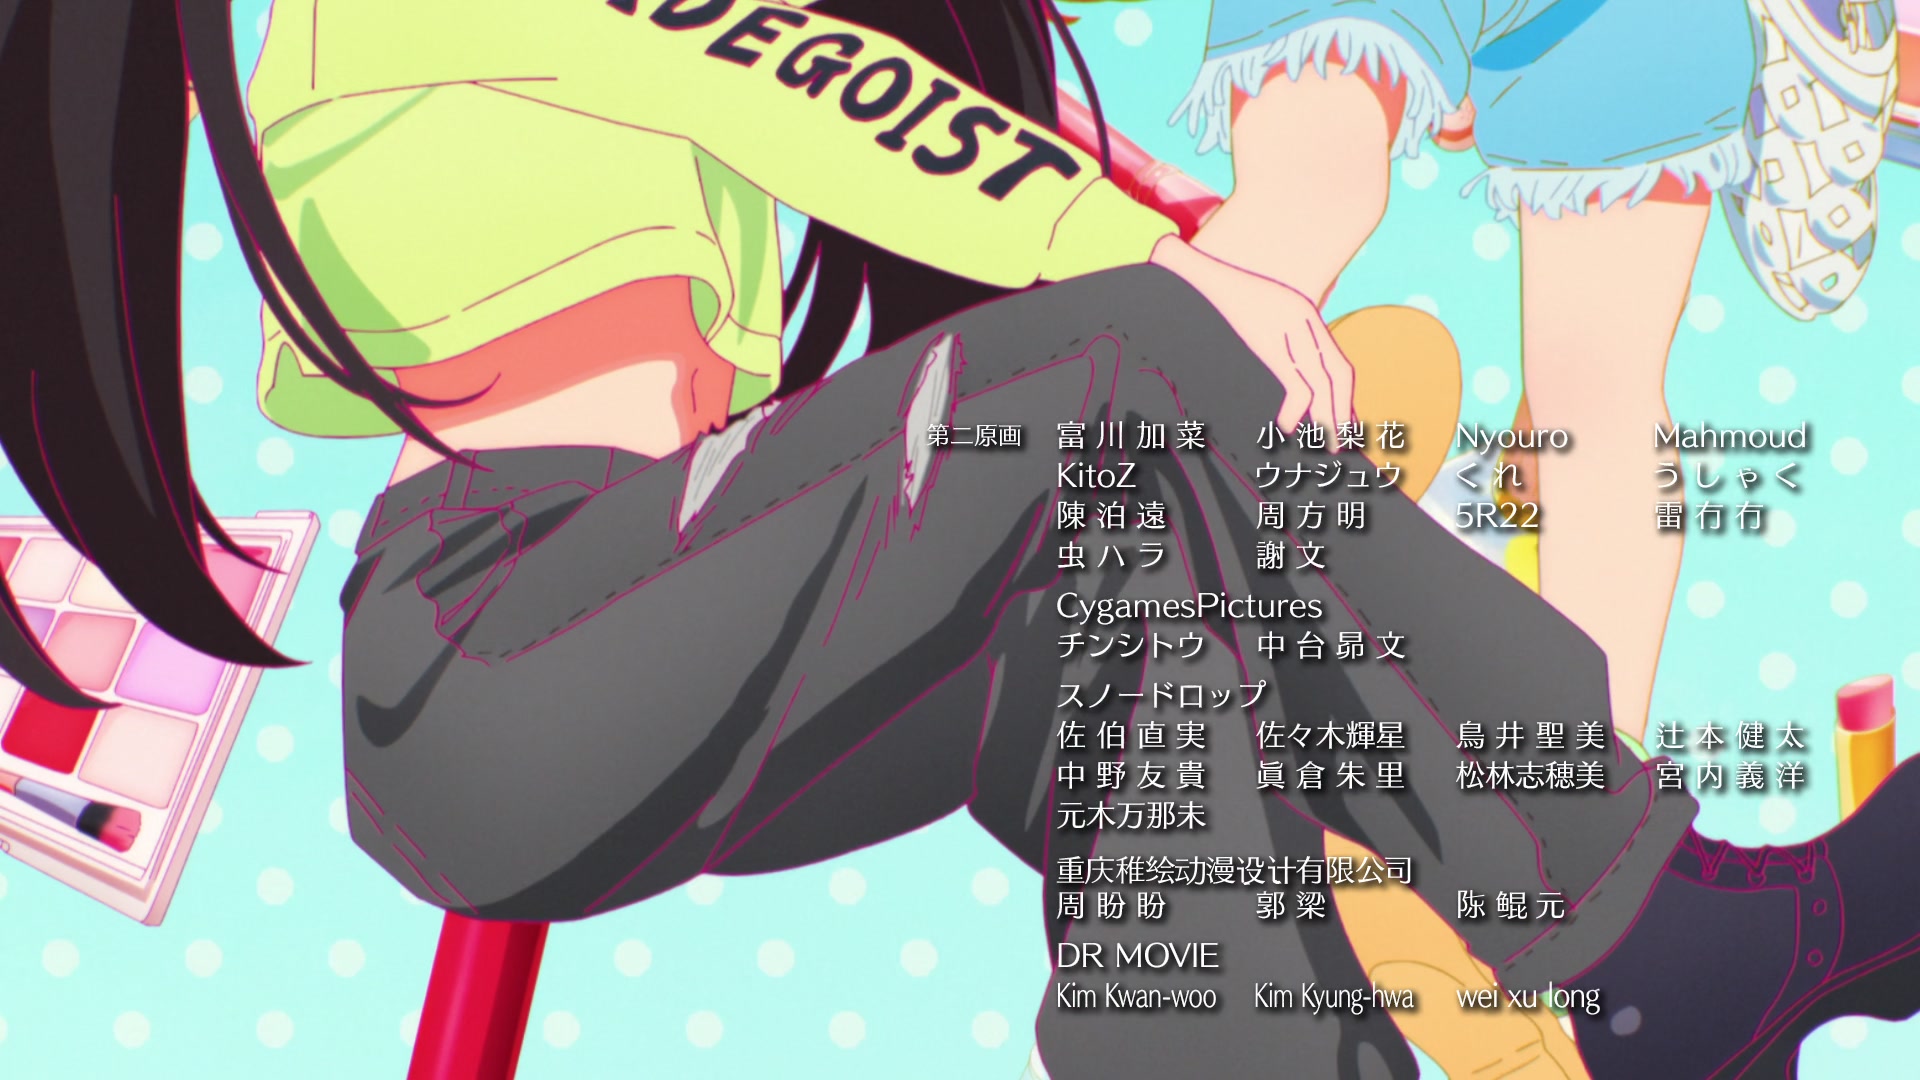 DEGOIST
第二原画 富川加菜 小池梨花 Nyouro Mahmoud
KitoZ ウナジュウ くれ うしゃく
陳泊遠 周方明 5R22 雷冇冇
虫ハラ 謝文
CygamesPictures
チンシトウ 中台昴文
スノードロップ
佐伯直実 佐々木輝星 鳥井聖美 辻本健太
中野友貴 眞倉朱里 松林志穂美 宮内義洋
元木万那未
重庆稚绘动漫设计有限公司
周盼盼 郭梁 陈鲲元
DR MOVIE
Kim Kwan-woo Kim Kyung-hwa wei xu long